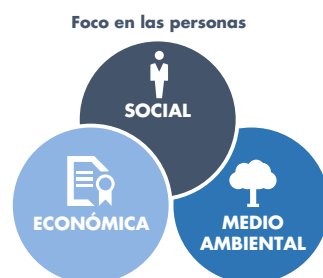 Foco en las personas
SOCIAL
ECONÓMICA
MEDIO
AMBIENTAL